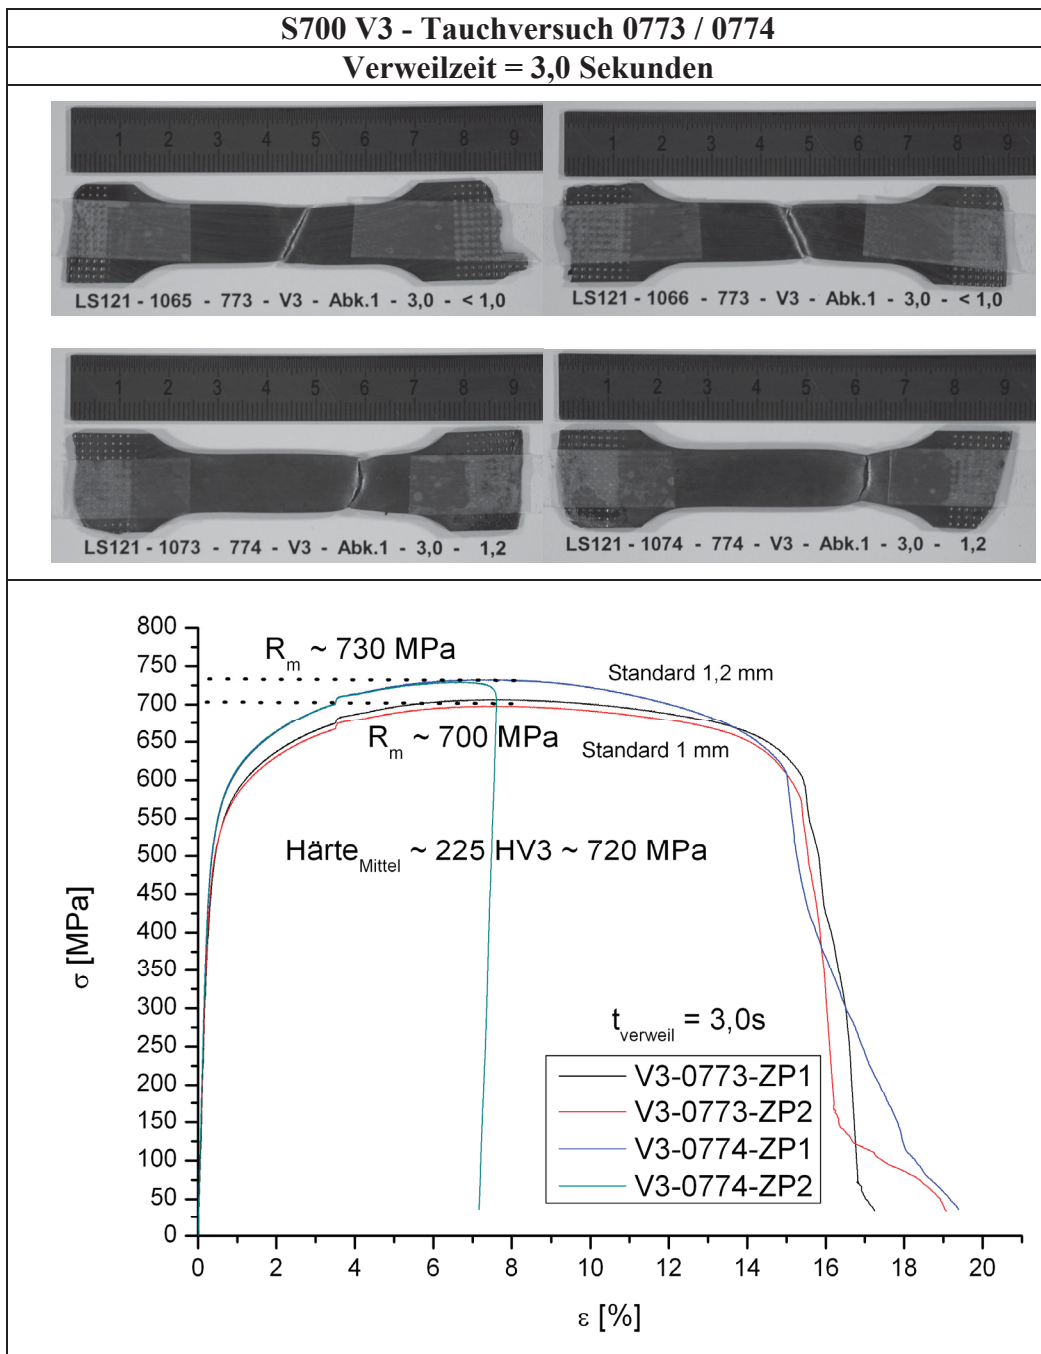 S700 V3 - Tauchversuch 0773 / 0774
Verweilzeit = 3,0 Sekunden
1 2 3 4 5 6 7 8 9
1 2 3 4 5 6 7 8 9
LS121 - 1065 - 773 - V3 - Abk.1 - 3,0 - < 1,0
LS121 - 1066 - 773 - V3 - Abk.1 - 3,0 - < 1,0
1 2 3 4 5 6 7 8 9
1 2 3 4 5 6 7 8 9
LS121 - 1073 - 774 - V3 - Abk.1 - 3,0 - 1,2
LS121 - 1074 - 774 - V3 - Abk.1 - 3,0 - 1,2
800
750
700
650
600
550
500
450
400
350
300
250
200
150
100
50
0
σ [MPa]
Rm ~ 730 MPa
Standard 1,2 mm
Rm ~ 700 MPa
Standard 1 mm
HärteMittel ~ 225 HV3 ~ 720 MPa
tverweil = 3,0s
V3-0773-ZP1
V3-0773-ZP2
V3-0774-ZP1
V3-0774-ZP2
0 2 4 6 8 10 12 14 16 18 20
ε [%]